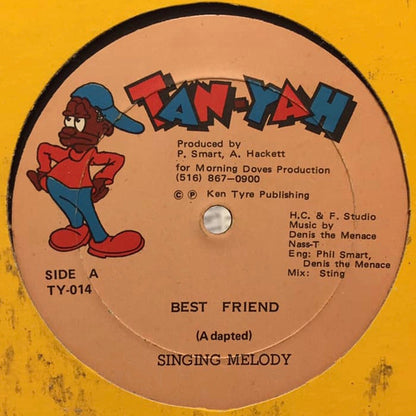 TAN-YAH
Produced by
P. Smart, A. Hackett
for Morning Doves Production
(516) 867-0900
© ℗ Ken Tyre Publishing
H.C. & F. Studio
Music by
Denis the Menace
Nass-T
Eng: Phil Smart,
Denis the Menace
Mix: Sting
SIDE A
TY-014
BEST FRIEND
(Adapted)
SINGING MELODY